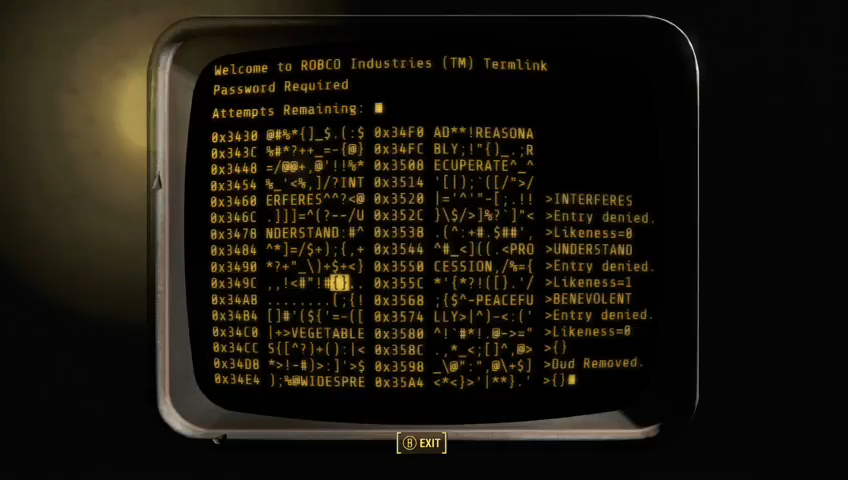 Welcome to ROBCO Industries (TM) Termlink
Password Required
Attempts Remaining: ■
0x3430 @#%*{]_$.(:$ 0x34F0 AD**!REASONA
0x343C %#*?++_=-{@} 0x34FC BLY;!"{)_.;R
0x3448 =/@@+,@'!!%* 0x3508 ECUPERATE^_^
0x3454 %_'<%,]/?INT 0x3514 '[|);`([/">/
0x3460 ERFERES^^?<@ 0x3520 |='^'"-[;.!! >INTERFERES
0x346C .]]]=^(?--/U 0x352C }\$/>]%?`]"< >Entry denied.
0x3478 NDERSTAND:#^ 0x3538 .(^:+#.$##', >Likeness=0
0x3484 ^*]=/$+);{.+ 0x3544 ^#_<]((.<PRO >UNDERSTAND
0x3490 *?+"_\)+$+<} 0x3550 CESSION,/%={ >Entry denied.
0x349C ,,!<#"!#{}.. 0x355C *'{*?!([].'/ >Likeness=1
0x34A8 ........(;{! 0x3568 ;{$^-PEACEFU >BENEVOLENT
0x34B4 []#'(${'=-([ 0x3574 LLY>|^)-<:(' >Entry denied.
0x34C0 |+>VEGETABLE 0x3580 ^!`#*!.@->=" >Likeness=0
0x34CC S{[^?)+():|< 0x358C .,*_<;[]^,@> >{}
0x34D8 *>!-#)>:]'>$ 0x3598 _\@":",@\+$] >Dud Removed.
0x34E4 );%@WIDESPRE 0x35A4 <*<}>'|**}.' >{}■
B EXIT